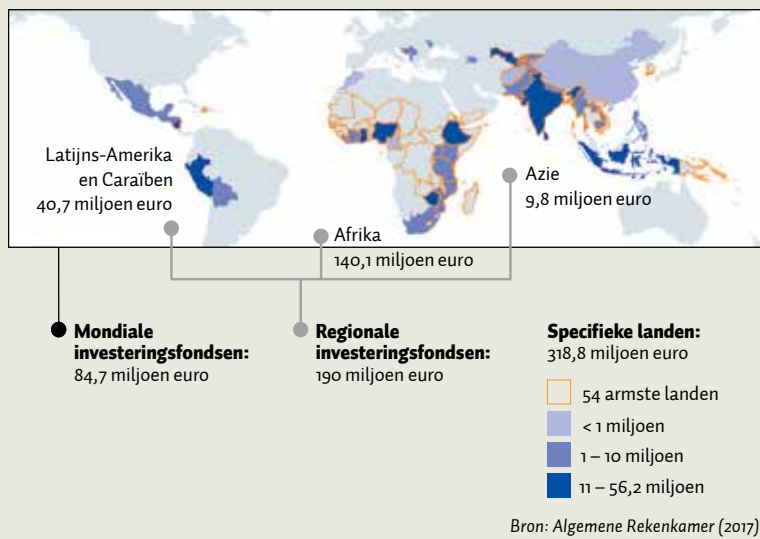 Latijns-Amerika
en Caraïben
40,7 miljoen euro
Afrika
140,1 miljoen euro
Azie
9,8 miljoen euro
Mondiale
investeringsfondsen:
84,7 miljoen euro
Regionale
investeringsfondsen:
190 miljoen euro
Specifieke landen:
318,8 miljoen euro
54 armste landen
< 1 miljoen
1 – 10 miljoen
11 – 56,2 miljoen
Bron: Algemene Rekenkamer (2017)